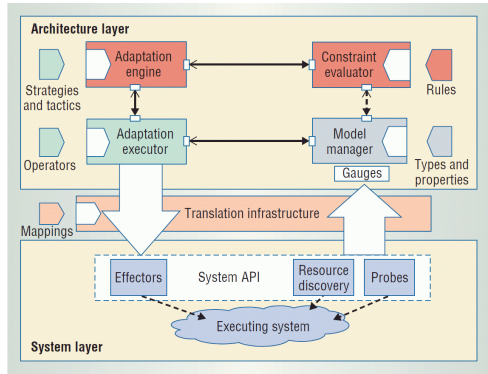 Architecture layer
Adaptation
engine
Constraint
evaluator
Strategies
and tactics
Rules
Adaptation
executor
Model
manager
Operators
Types and
properties
Gauges
Mappings
Translation infrastructure
Effectors
System API
Resource
discovery
Probes
Executing system
System layer